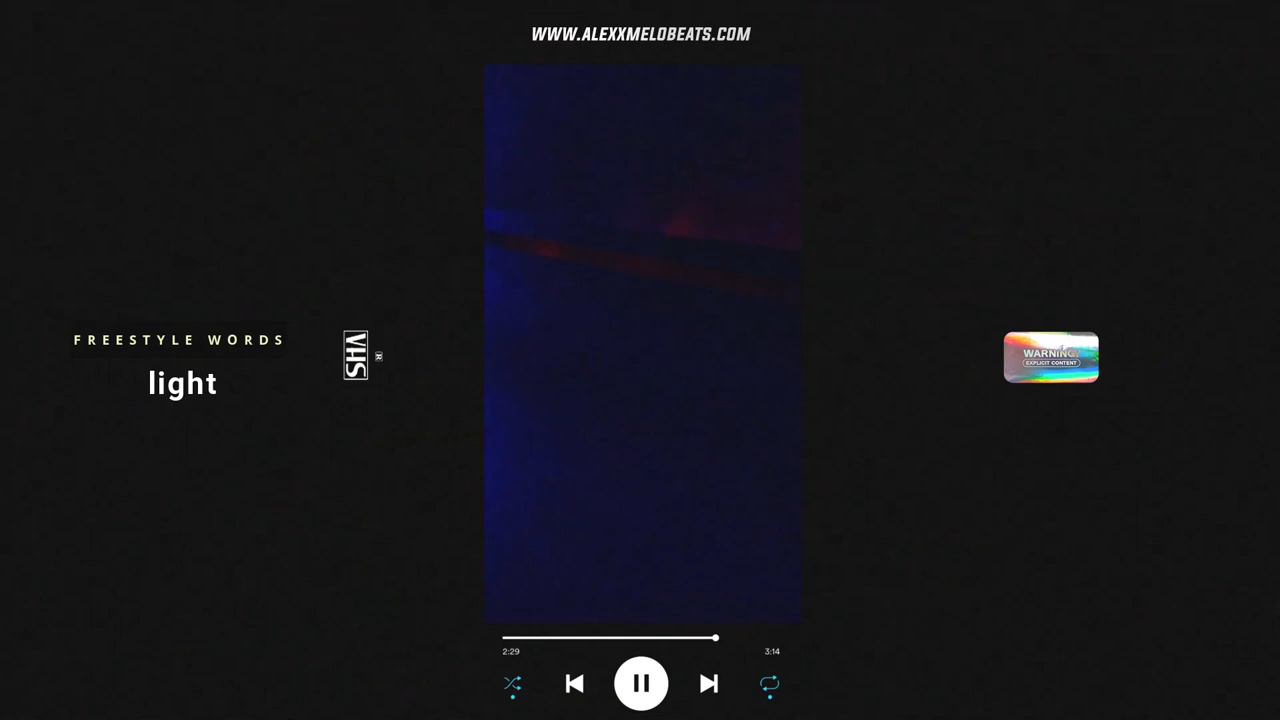 WWW.ALEXXMELOBEATS.COM
FREESTYLE WORDS
light
VHS
R
WARNING!
EXPLICIT CONTENT
2:29
3:14